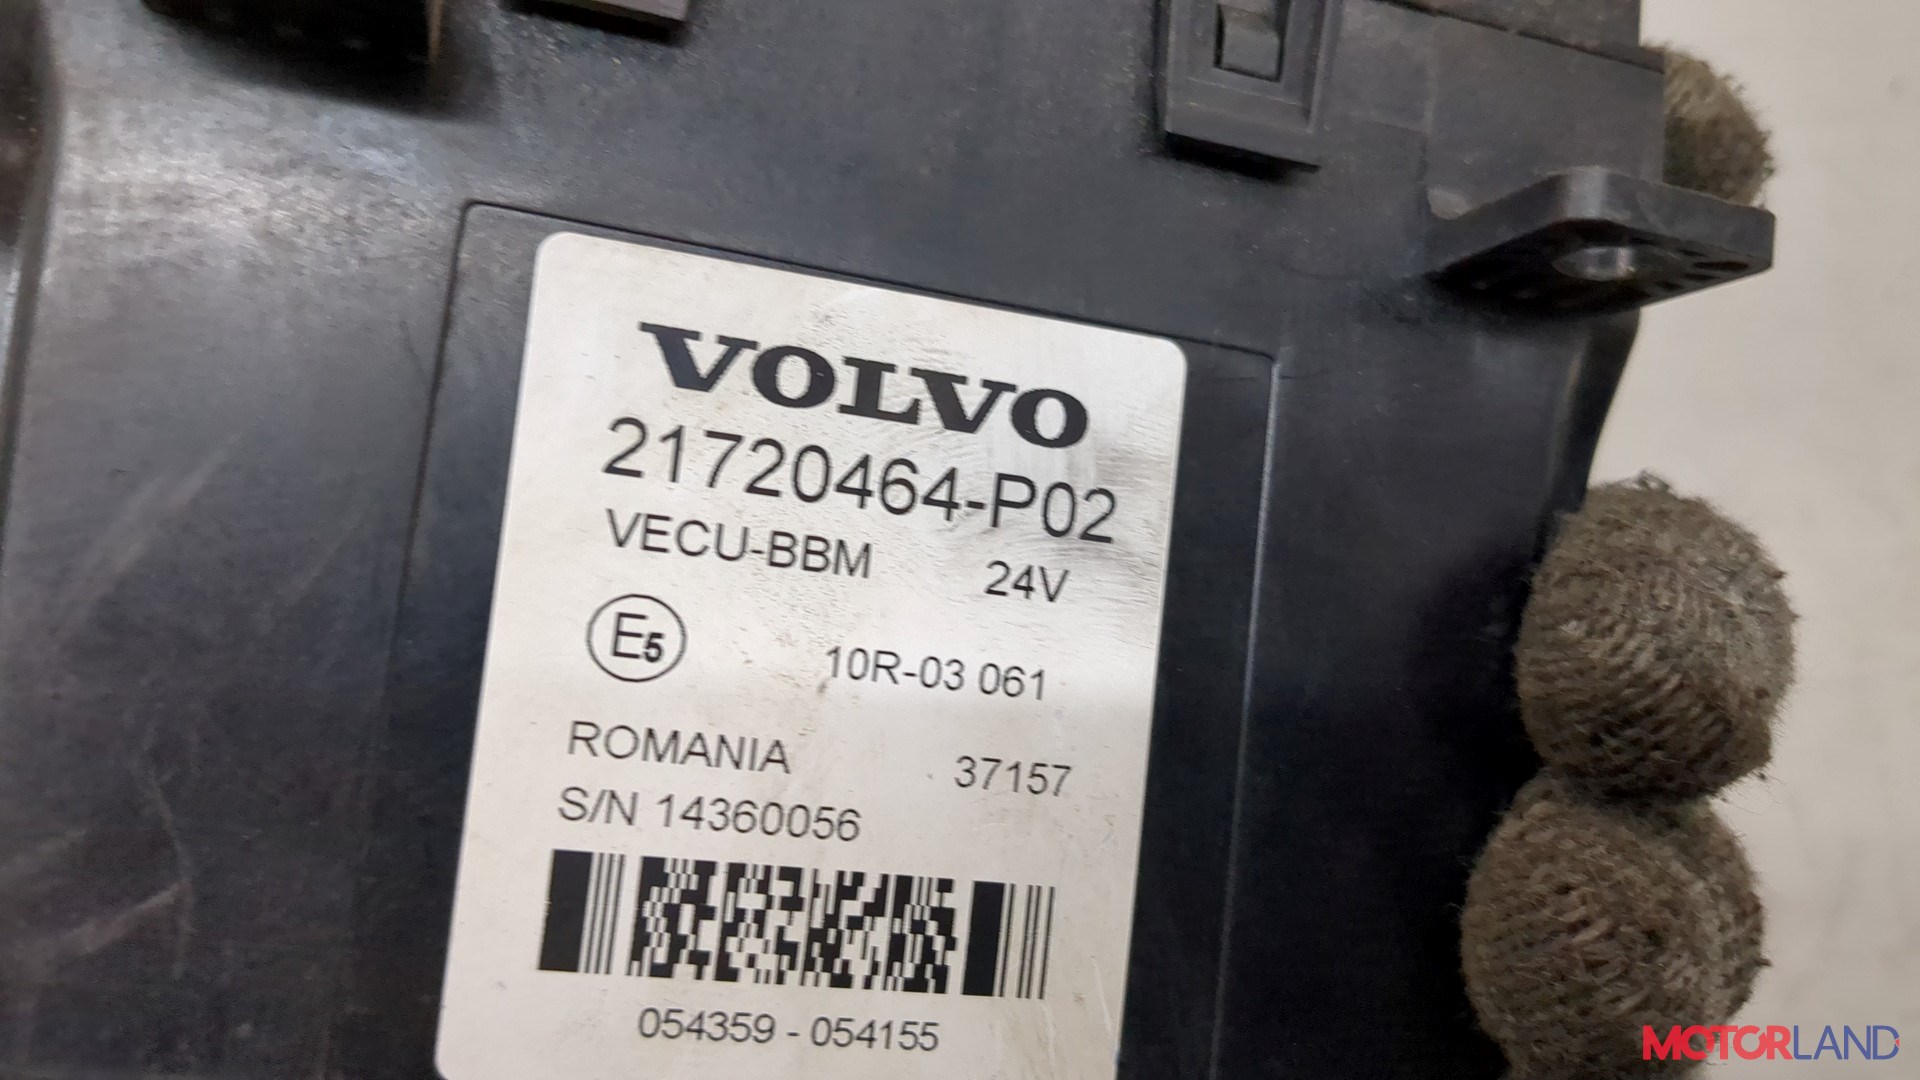 VOLVO
21720464-P02
VECU-BBM 24V
E5 10R-03 061
ROMANIA 37157
S/N 14360056
054359 - 054155
MOTORLAND